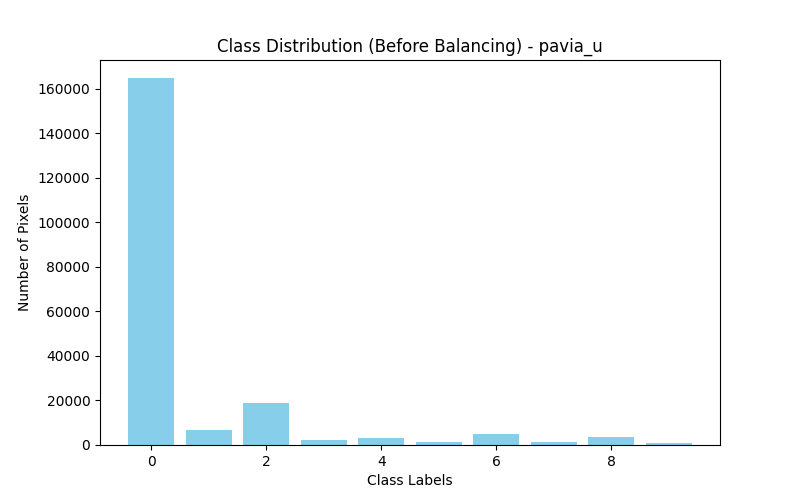 Class Distribution (Before Balancing) - pavia_u
160000
140000
120000
100000
80000
60000
40000
20000
0
Number of Pixels
0 2 4 6 8
Class Labels